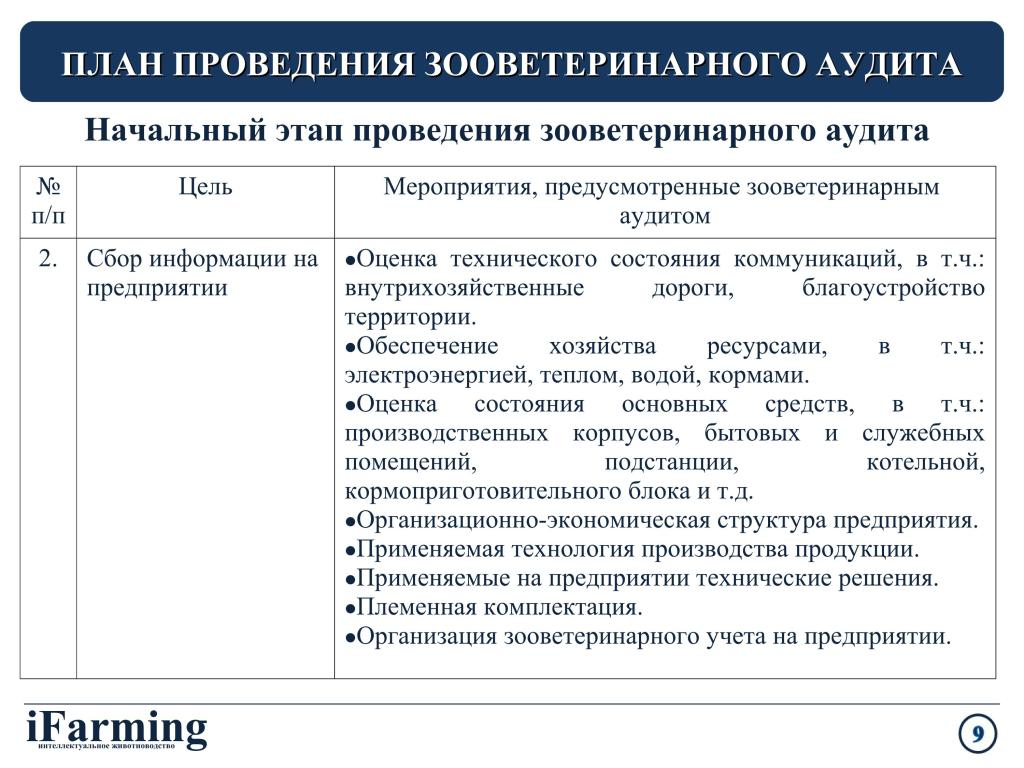 ПЛАН ПРОВЕДЕНИЯ ЗООВЕТЕРИНАРНОГО АУДИТА
Начальный этап проведения зооветеринарного аудита
№
п/п
Цель
Мероприятия, предусмотренные зооветеринарным
аудитом
2.
Сбор информации на
предприятии
●Оценка технического состояния коммуникаций, в т.ч.:
внутрихозяйственные дороги, благоустройство
территории.
●Обеспечение хозяйства ресурсами, в т.ч.:
электроэнергией, теплом, водой, кормами.
●Оценка состояния основных средств, в т.ч.:
производственных корпусов, бытовых и служебных
помещений, подстанции, котельной,
кормоприготовительного блока и т.д.
●Организационно-экономическая структура предприятия.
●Применяемая технология производства продукции.
●Применяемые на предприятии технические решения.
●Племенная комплектация.
●Организация зооветеринарного учета на предприятии.
iFarming
интеллектуальное животноводство
9